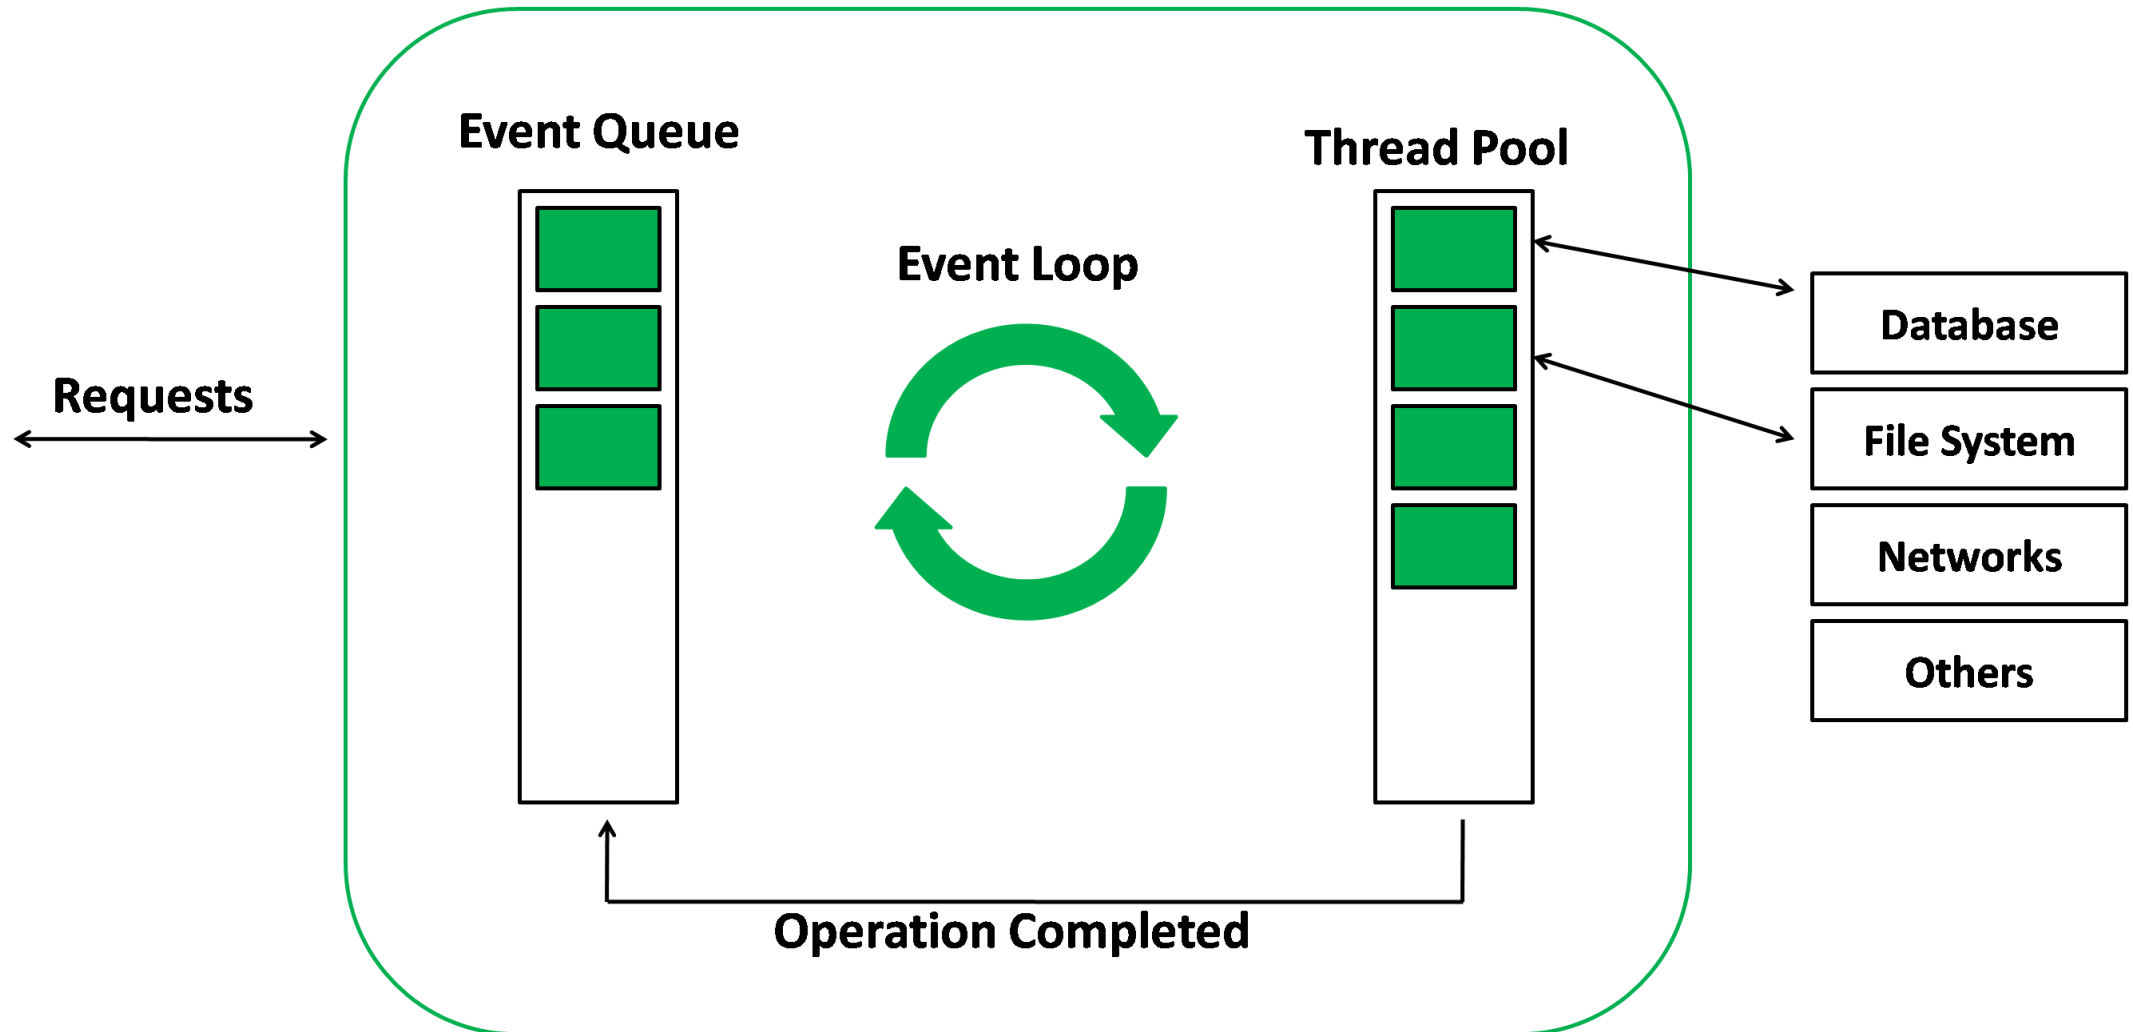 Event Queue
Thread Pool
Event Loop
Requests
Database
File System
Networks
Others
Operation Completed